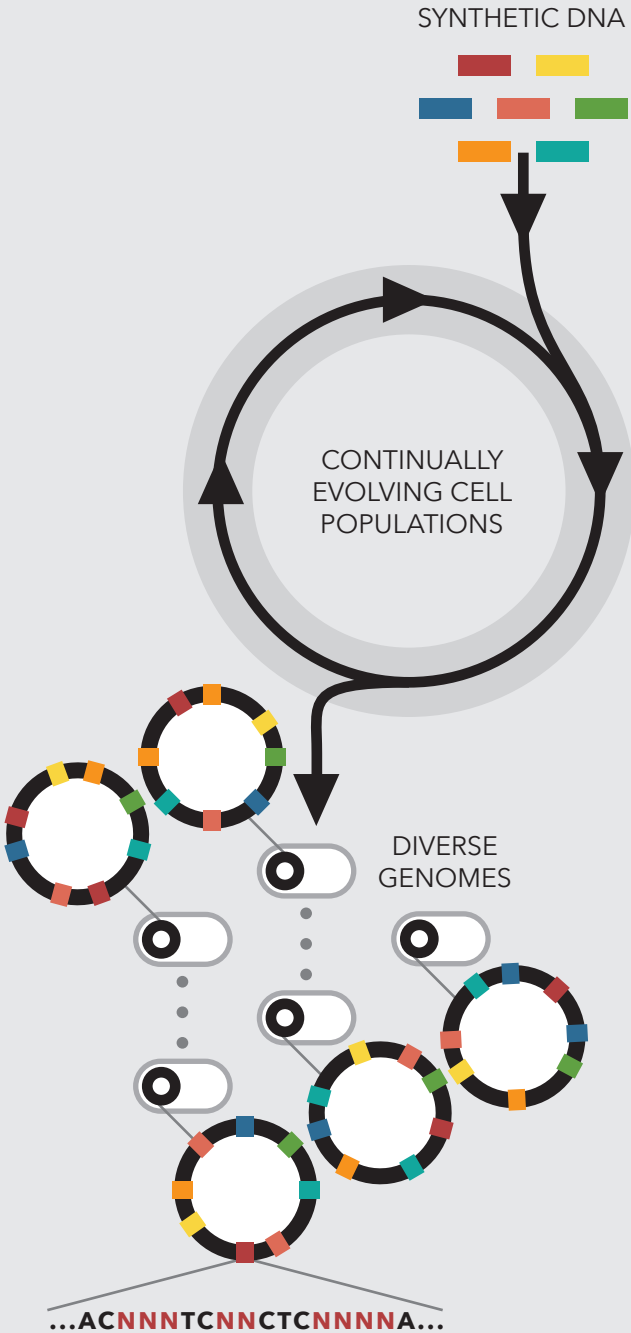 SYNTHETIC DNA
CONTINUALLY
EVOLVING CELL
POPULATIONS
DIVERSE
GENOMES
...ACNNNTCNNCTCNNNNA...